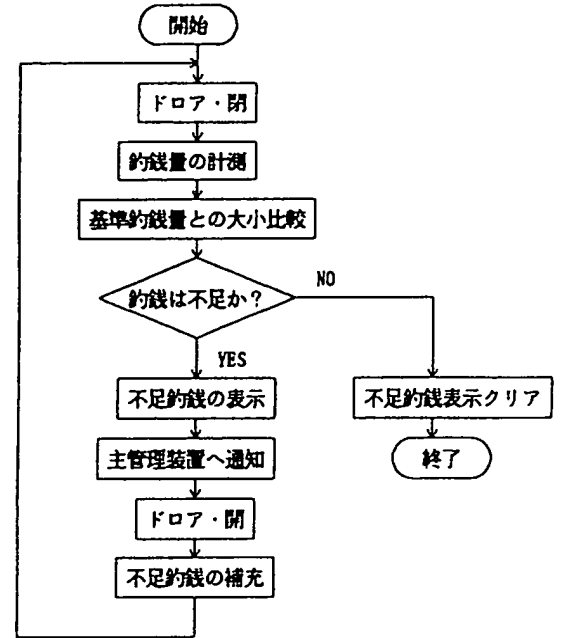 開始
ドロア・閉
釣銭量の計測
基準釣銭量との大小比較
釣銭は不足か?
NO
YES
不足釣銭の表示
不足釣銭表示クリア
主管理装置へ通知
終了
ドロア・開
不足釣銭の補充